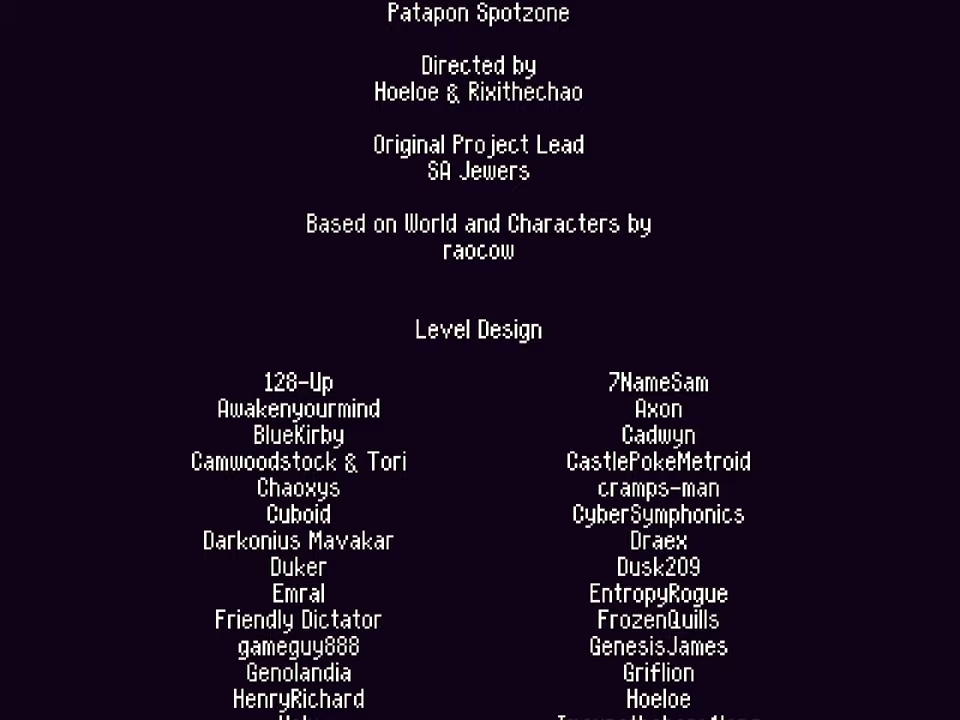 Patapon Spotzone
Directed by
Hoeloe & Rixithechao
Original Project Lead
SA Jewers
Based on World and Characters by
raocow
Level Design
128-Up 7NameSam
Awakenyourmind Axon
BlueKirby Cadwyn
Camwoodstock & Tori CastlePokeMetroid
Chaoxys cramps-man
Cuboid CyberSymphonics
Darkonius Mavakar Draex
Duker Dusk209
Emral EntropyRogue
Friendly Dictator FrozenQuills
gameguy888 GenesisJames
Genolandia Griflion
HenryRichard Hoeloe